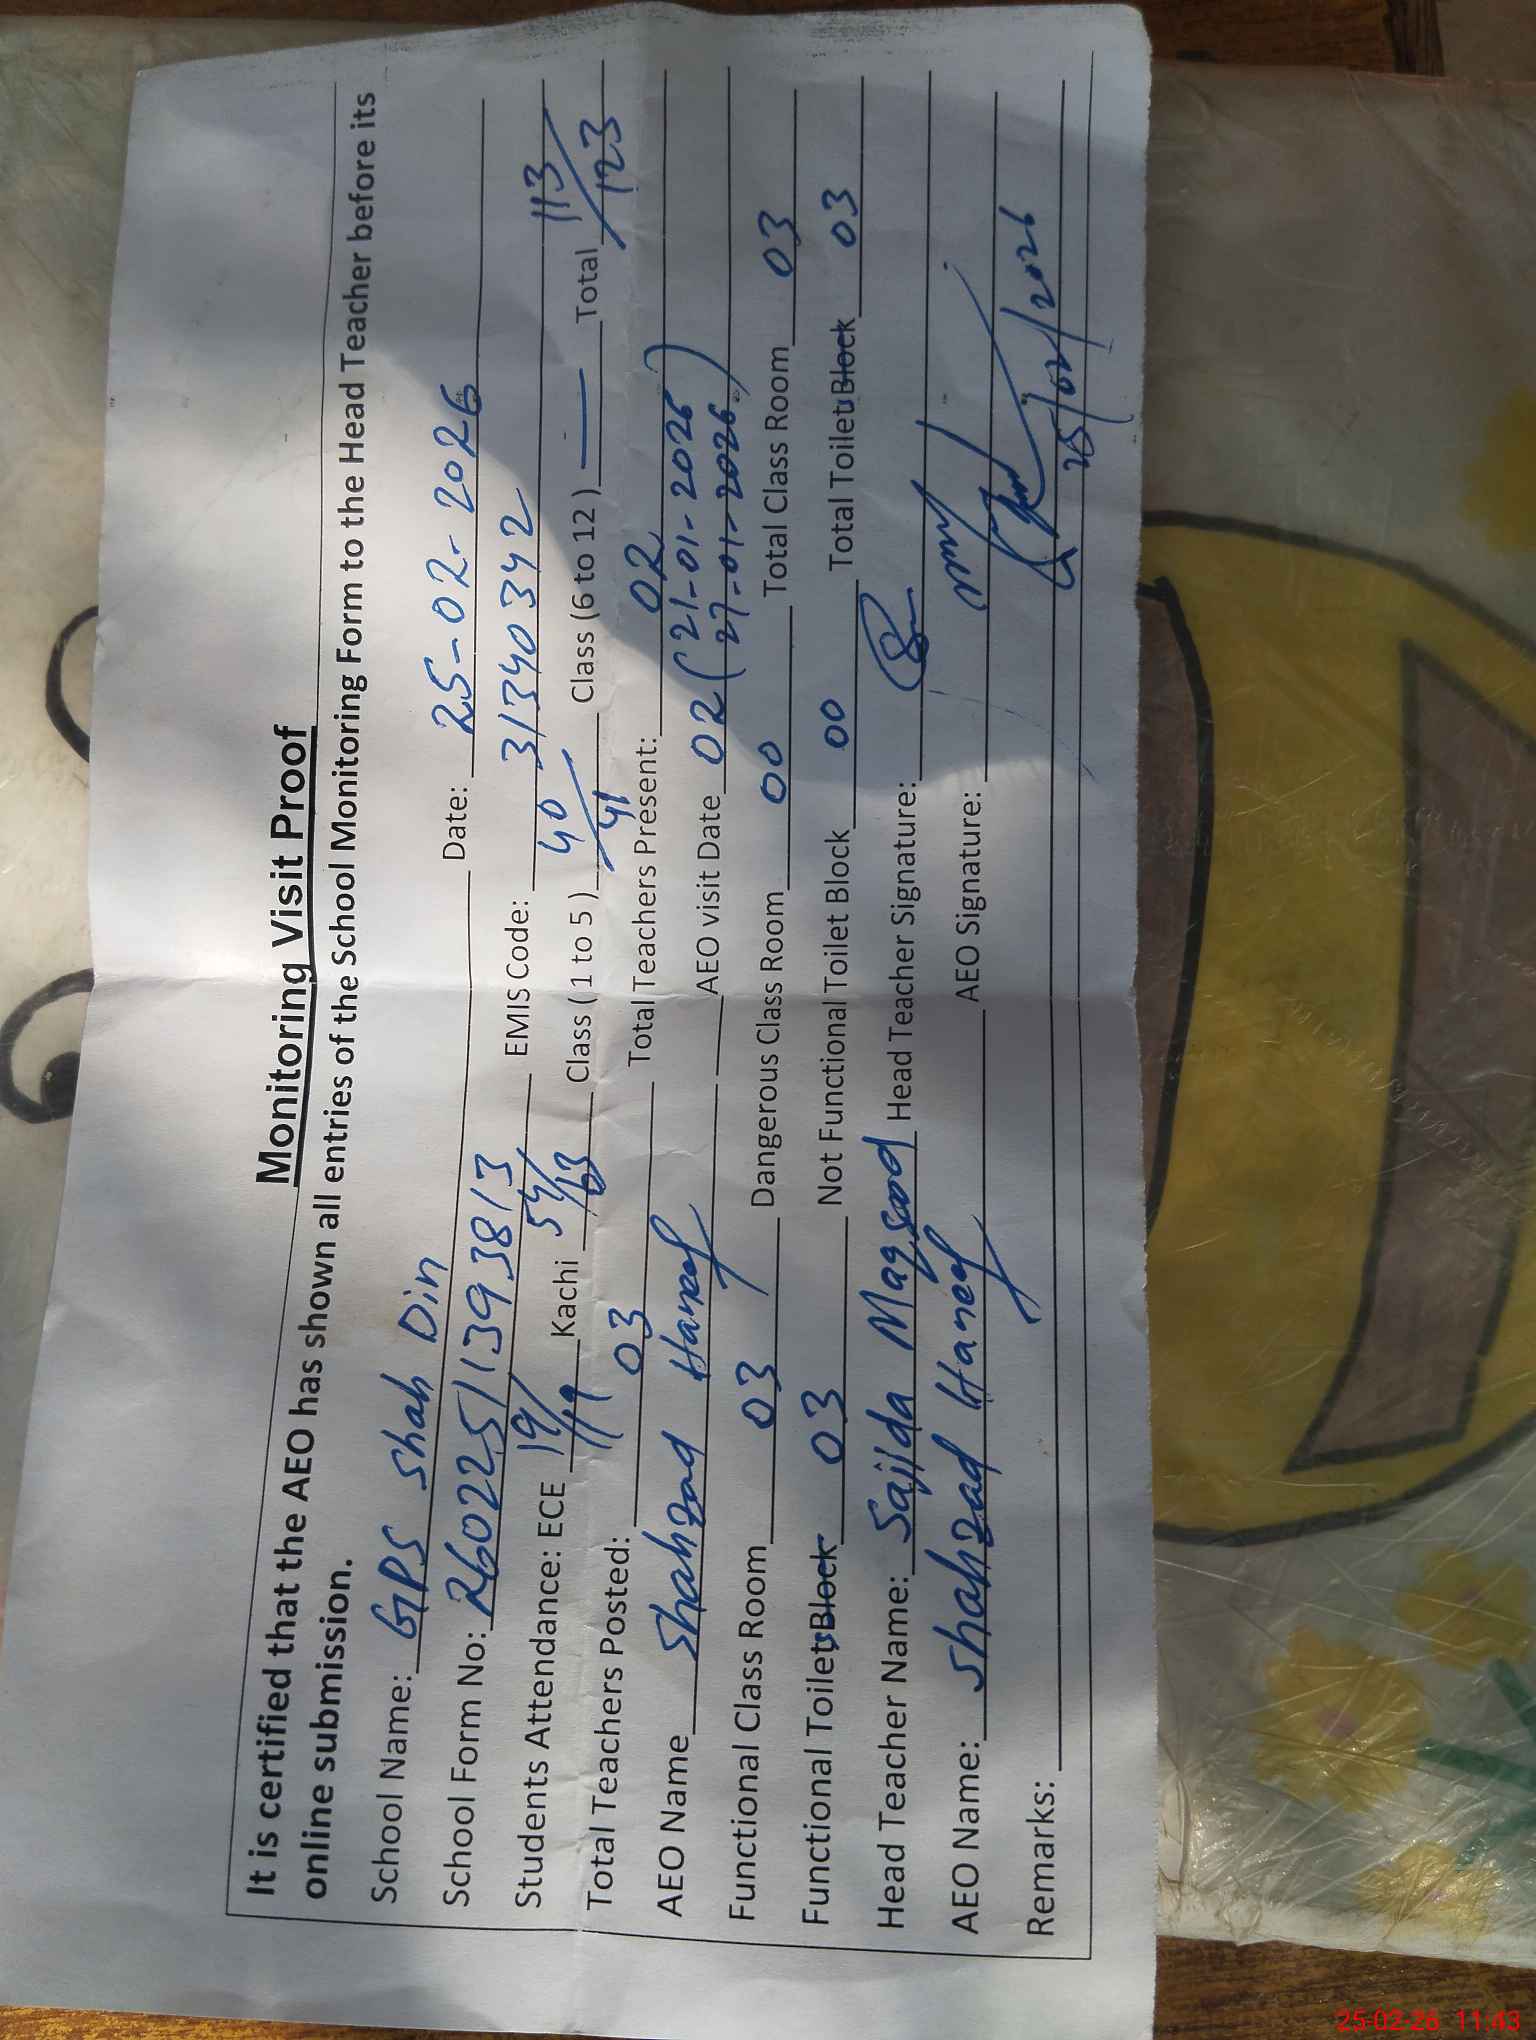 Monitoring Visit Proof
It is certified that the AEO has shown all entries of the School Monitoring Form to the Head Teacher before its
online submission.
School Name: GPS Shah Din Date: 25-02-2026
School Form No: 260225/1393813 EMIS Code: 31340342
Students Attendance: ECE 19/19 Kachi 54/63 Class (1 to 5) 40/41 Class (6 to 12) — Total 113/123
Total Teachers Posted: 03 Total Teachers Present: 02
AEO Name Shahzad Haneef AEO visit Date 02 (21-01-2026) (27-01-2026)
Functional Class Room 03 Dangerous Class Room 00 Total Class Room 03
Functional Toilets Block 03 Not Functional Toilet Block 00 Total Toilets Block 03
Head Teacher Name: Sajida Maqsood Head Teacher Signature:
AEO Name: Shahzad Haneef AEO Signature:
25/02/2026
Remarks:
25-02-26 11:43